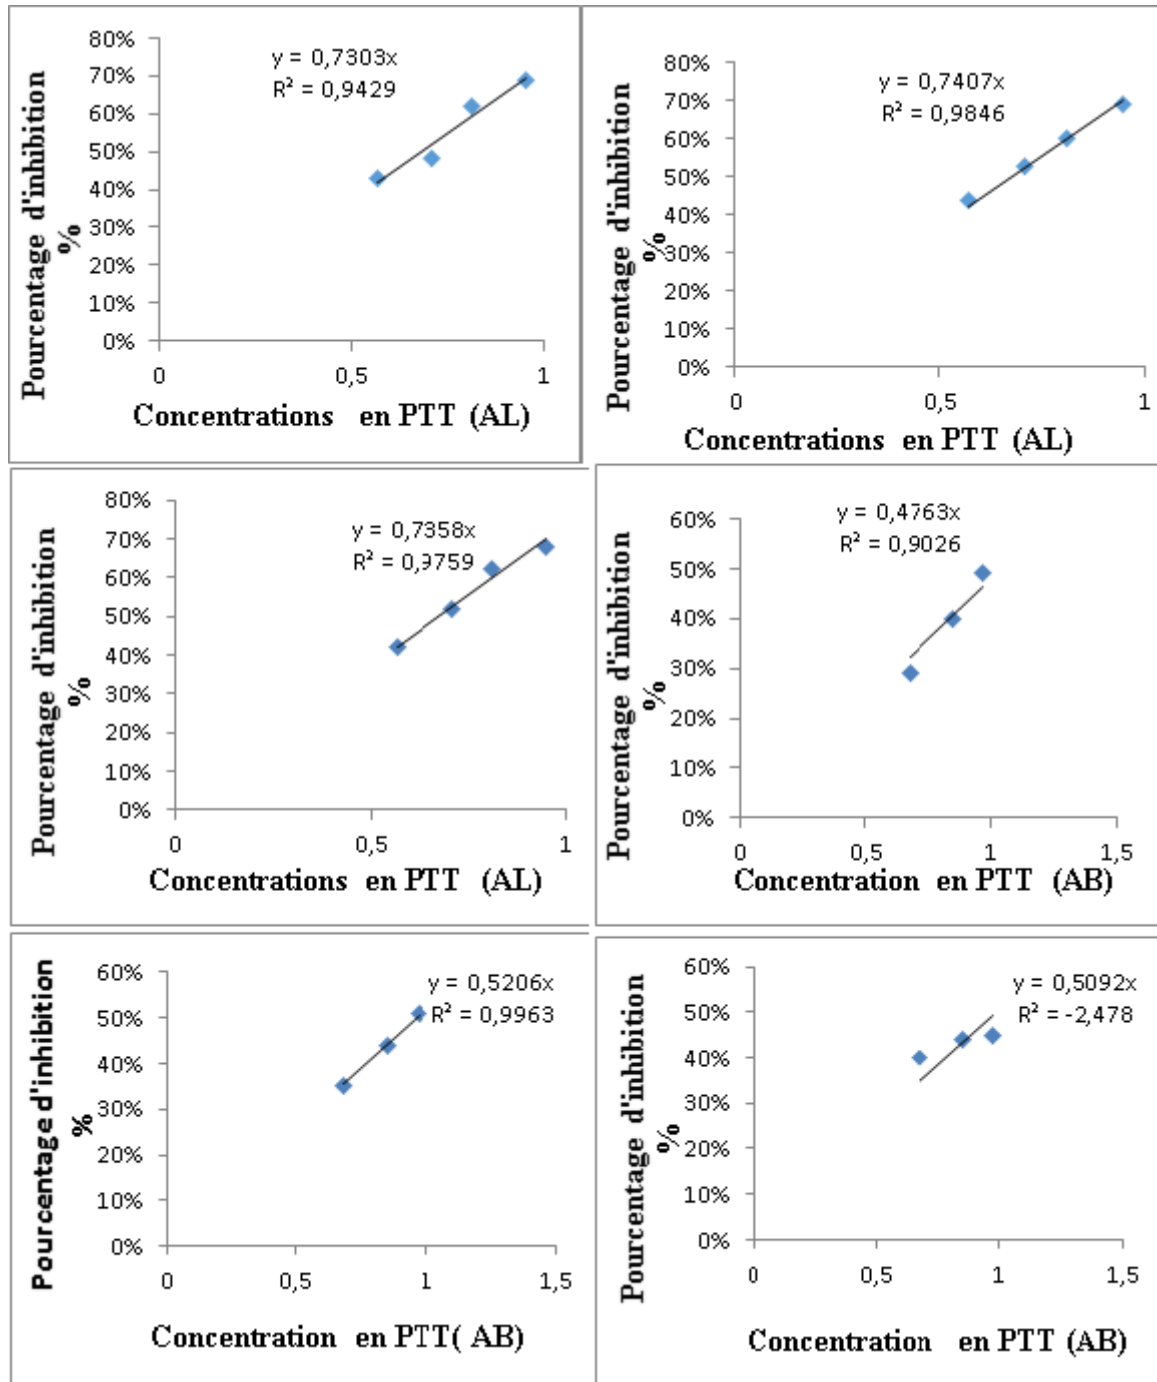 80%
70%
60%
50%
40%
30%
20%
10%
0%
y = 0,7303x
R² = 0,9429
Pourcentage d'inhibition
%
0 0,5 1
Concentrations en PTT (AL)
80%
70%
60%
50%
40%
30%
20%
10%
0%
y = 0,7407x
R² = 0,9846
Pourcentage d'inhibition
%
0 0,5 1
Concentrations en PTT (AL)
80%
70%
60%
50%
40%
30%
20%
10%
0%
y = 0,7358x
R² = 0,9759
Pourcentage d'inhibition
%
0 0,5 1
Concentrations en PTT (AL)
60%
50%
40%
30%
20%
10%
0%
y = 0,4763x
R² = 0,9026
Pourcentage d'inhibition
%
0 0,5 1 1,5
Concentration en PTT (AB)
60%
50%
40%
30%
20%
10%
0%
y = 0,5206x
R² = 0,9963
Pourcentage d'inhibition
%
0 0,5 1 1,5
Concentration en PTT( AB)
60%
50%
40%
30%
20%
10%
0%
y = 0,5092x
R² = -2,478
Pourcentage d'inhibition
%
0 0,5 1 1,5
Concentration en PTT (AB)